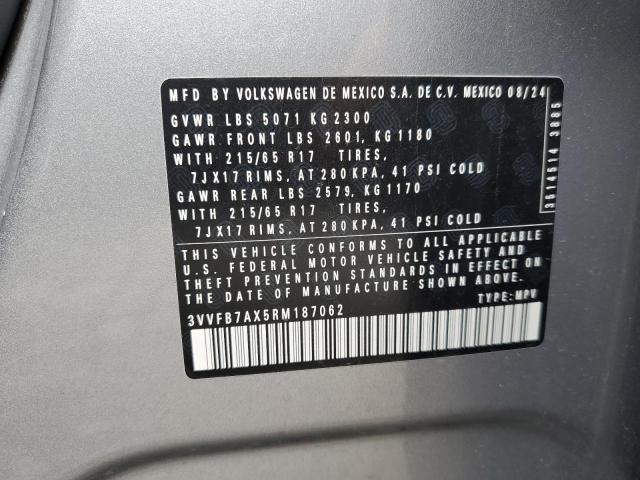 MFD BY VOLKSWAGEN DE MEXICO S.A. DE C.V. MEXICO 08/24
GVWR LBS 5071 KG 2300
GAWR FRONT LBS 2601, KG 1180
WITH 215/65 R17 TIRES,
7JX17 RIMS, AT 280 KPA, 41 PSI COLD
GAWR REAR LBS 2579, KG 1170
WITH 215/65 R17 TIRES,
7JX17 RIMS, AT 280 KPA, 41 PSI COLD
THIS VEHICLE CONFORMS TO ALL APPLICABLE
U.S. FEDERAL MOTOR VEHICLE SAFETY AND
THEFT PREVENTION STANDARDS IN EFFECT ON
THE DATE OF MANUFACTURE SHOWN ABOVE.
3VVFB7AX5RM187062
TYPE: MPV
3514514 3885